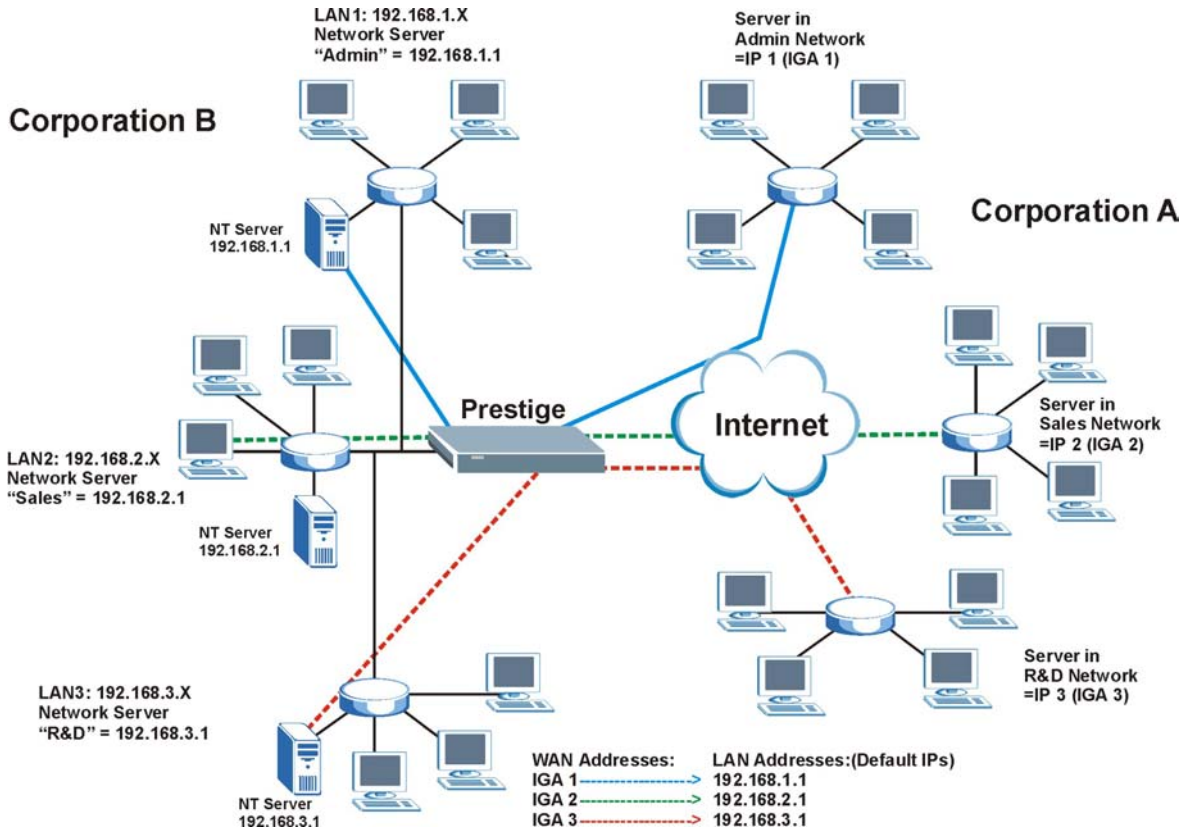 LAN1: 192.168.1.X
Network Server
“Admin” = 192.168.1.1
Server in
Admin Network
=IP 1 (IGA 1)
Corporation B
Corporation A
NT Server
192.168.1.1
Prestige
Internet
Server in
Sales Network
=IP 2 (IGA 2)
LAN2: 192.168.2.X
Network Server
“Sales” = 192.168.2.1
NT Server
192.168.2.1
LAN3: 192.168.3.X
Network Server
“R&D” = 192.168.3.1
Server in
R&D Network
=IP 3 (IGA 3)
NT Server
192.168.3.1
WAN Addresses: LAN Addresses:(Default IPs)
IGA 1 192.168.1.1
IGA 2 192.168.2.1
IGA 3 192.168.3.1